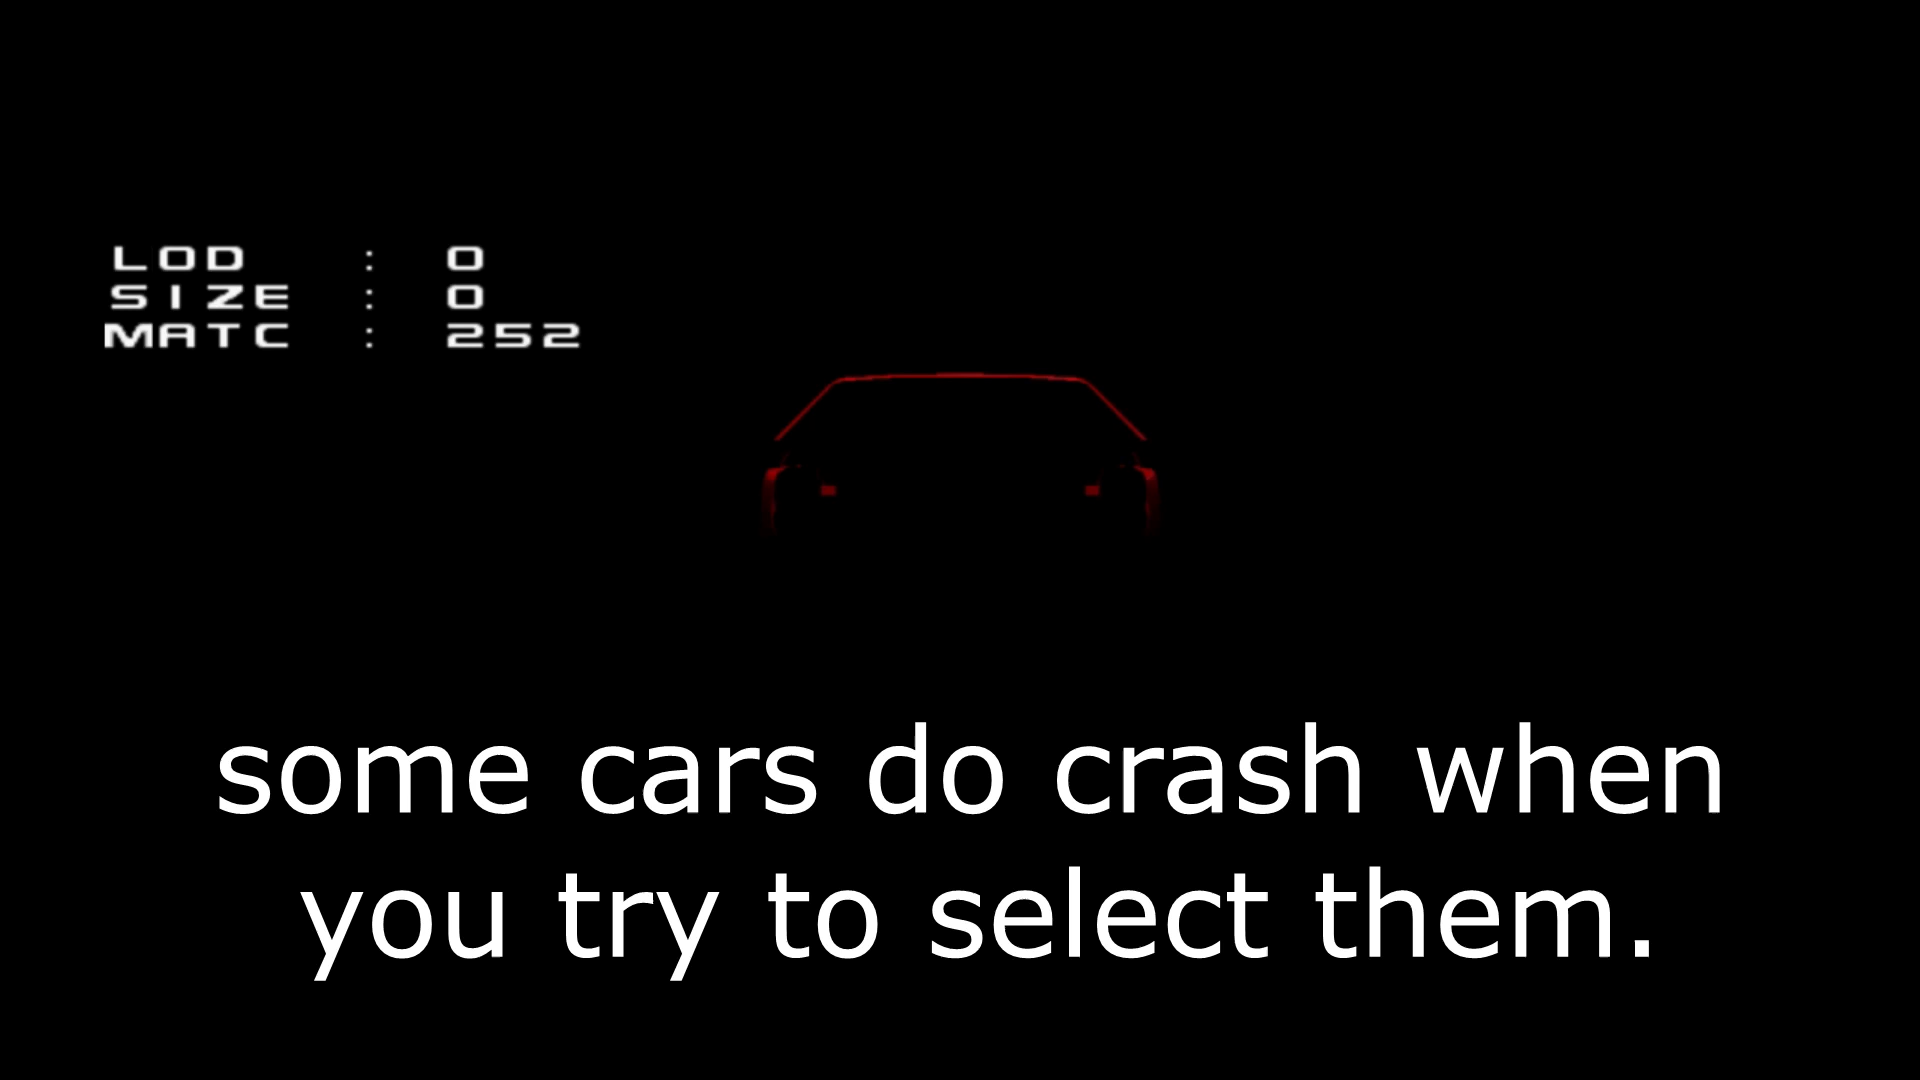 LOD : 0
SIZE : 0
MATC : 252
some cars do crash when
you try to select them.